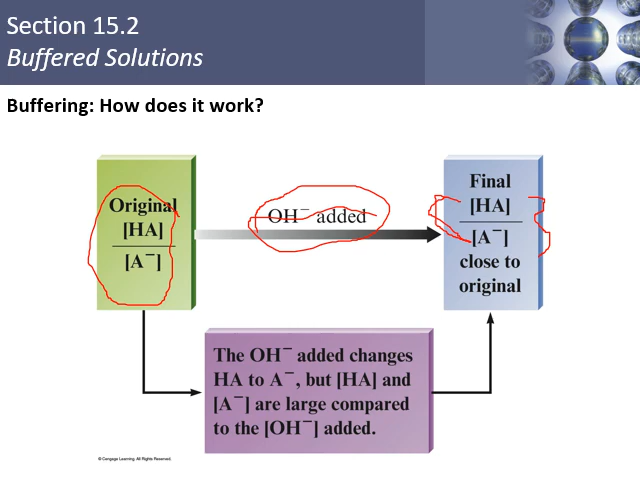 Section 15.2
Buffered Solutions
Buffering: How does it work?
Original
[HA]
[A⁻]
OH⁻ added
Final
[HA]
[A⁻]
close to
original
The OH⁻ added changes
HA to A⁻, but [HA] and
[A⁻] are large compared
to the [OH⁻] added.
© Cengage Learning. All Rights Reserved.